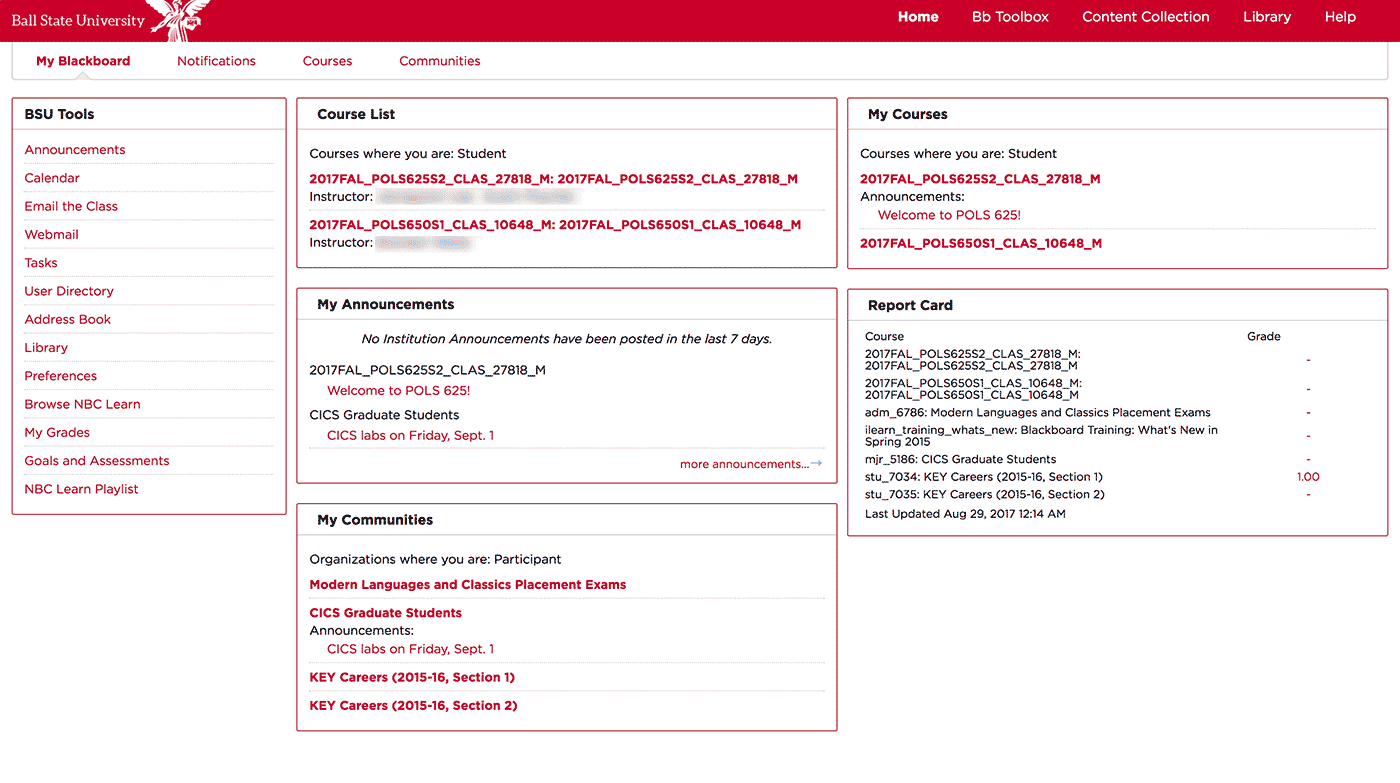 Ball State University
Home Bb Toolbox Content Collection Library Help
My Blackboard Notifications Courses Communities
BSU Tools
Announcements
Calendar
Email the Class
Webmail
Tasks
User Directory
Address Book
Library
Preferences
Browse NBC Learn
My Grades
Goals and Assessments
NBC Learn Playlist
Course List
Courses where you are: Student
2017FAL_POLS625S2_CLAS_27818_M: 2017FAL_POLS625S2_CLAS_27818_M
Instructor:
2017FAL_POLS650S1_CLAS_10648_M: 2017FAL_POLS650S1_CLAS_10648_M
Instructor:
My Announcements
No Institution Announcements have been posted in the last 7 days.
2017FAL_POLS625S2_CLAS_27818_M
Welcome to POLS 625!
CICS Graduate Students
CICS labs on Friday, Sept. 1
more announcements...→
My Communities
Organizations where you are: Participant
Modern Languages and Classics Placement Exams
CICS Graduate Students
Announcements:
CICS labs on Friday, Sept. 1
KEY Careers (2015-16, Section 1)
KEY Careers (2015-16, Section 2)
My Courses
Courses where you are: Student
2017FAL_POLS625S2_CLAS_27818_M
Announcements:
Welcome to POLS 625!
2017FAL_POLS650S1_CLAS_10648_M
Report Card
Course Grade
2017FAL_POLS625S2_CLAS_27818_M:
2017FAL_POLS625S2_CLAS_27818_M -
2017FAL_POLS650S1_CLAS_10648_M:
2017FAL_POLS650S1_CLAS_10648_M -
adm_6786: Modern Languages and Classics Placement Exams -
ilearn_training_whats_new: Blackboard Training: What's New in
Spring 2015 -
mjr_5186: CICS Graduate Students -
stu_7034: KEY Careers (2015-16, Section 1) 1.00
stu_7035: KEY Careers (2015-16, Section 2) -
Last Updated Aug 29, 2017 12:14 AM